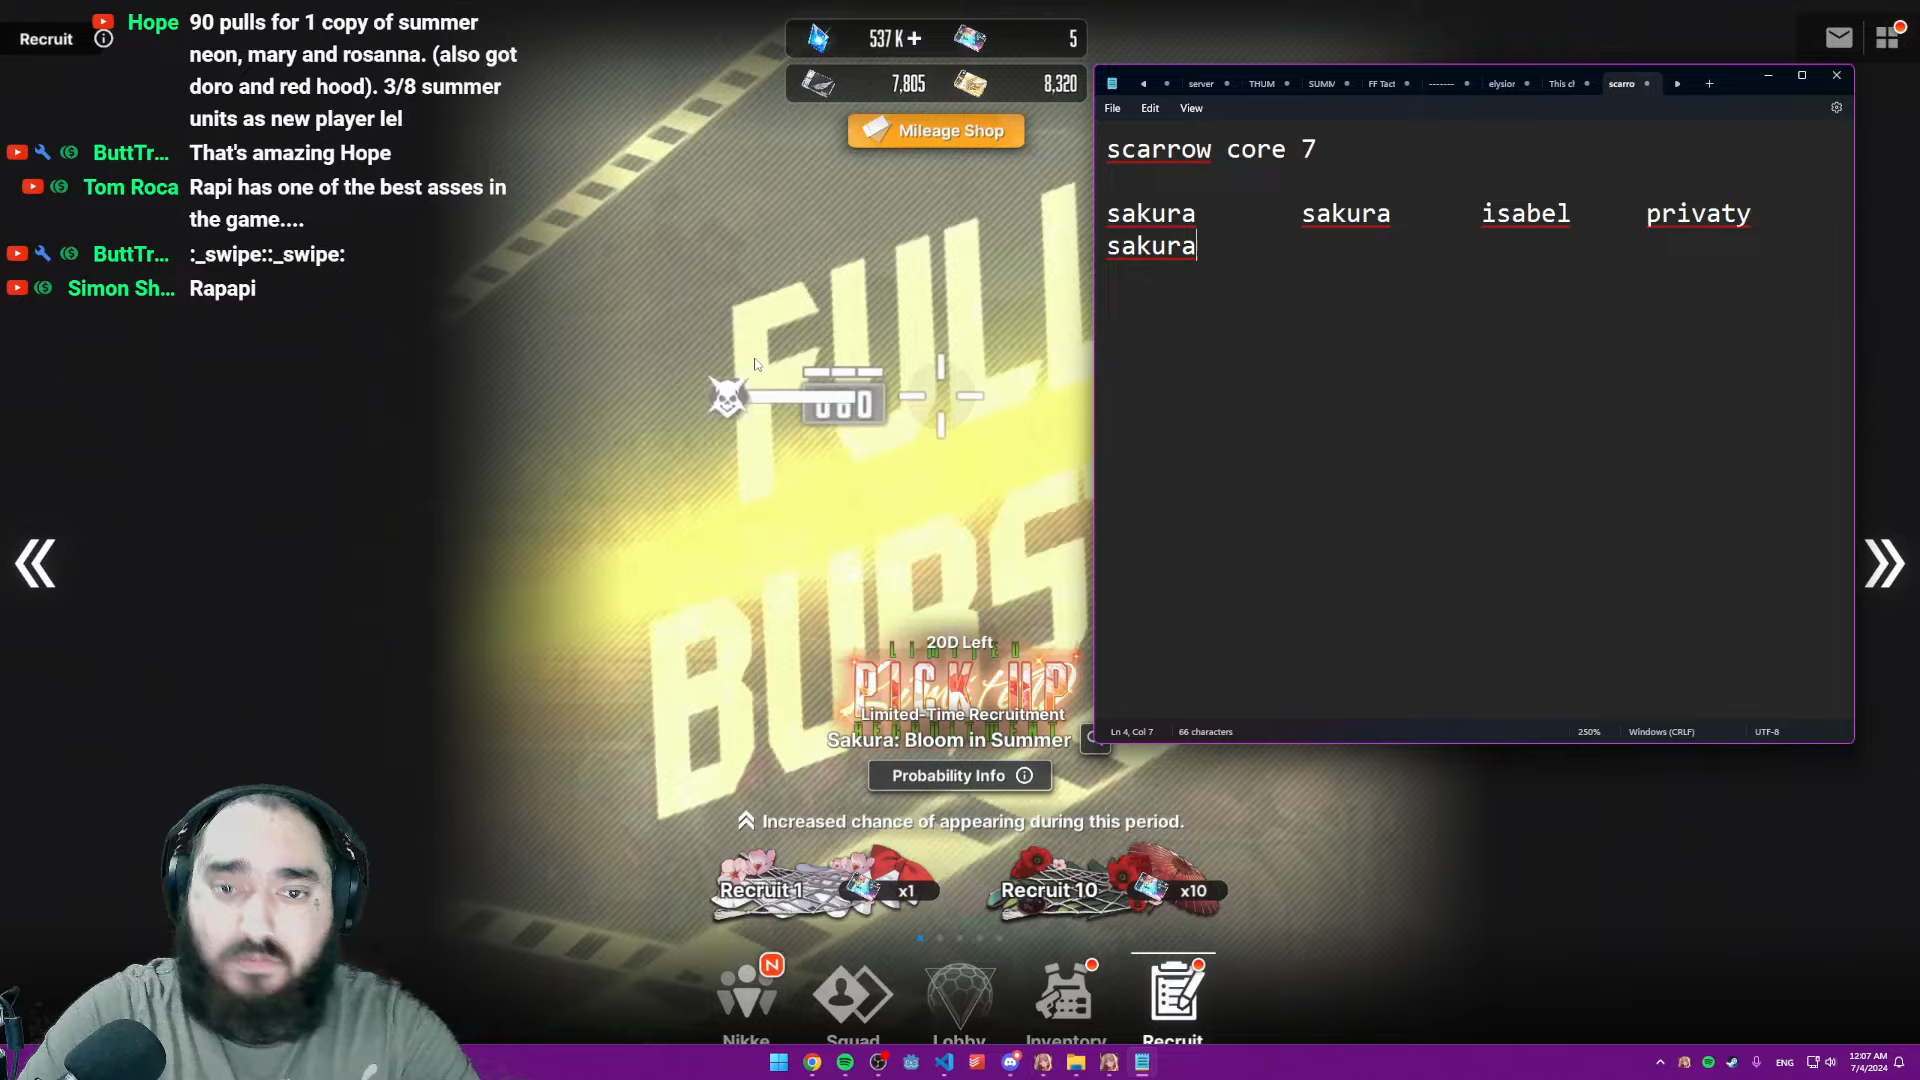 Recruit
Hope 90 pulls for 1 copy of summer
neon, mary and rosanna. (also got
doro and red hood). 3/8 summer
units as new player lel
ButtTr... That's amazing Hope
Tom Roca Rapi has one of the best asses in
the game....
ButtTr... :_swipe::_swipe:
Simon Sh... Rapapi
537 K+
5
7,805
8,320
Mileage Shop
server
THUM
SUMM
FF Tact
-------
elysior
This cl
scarro
File Edit View
scarrow core 7
sakura sakura isabel privaty
sakura
Ln 4, Col 7
66 characters
250%
Windows (CRLF)
UTF-8
FULL
BURS
20D Left
LIMITED
PICK UP
Limited-Time Recruitment
Sakura: Bloom in Summer
Probability Info
Increased chance of appearing during this period.
Recruit 1 x1
Recruit 10 x10
N
Nikke
Squad
Lobby
Inventory
Recruit
ENG
12:07 AM
7/4/2024